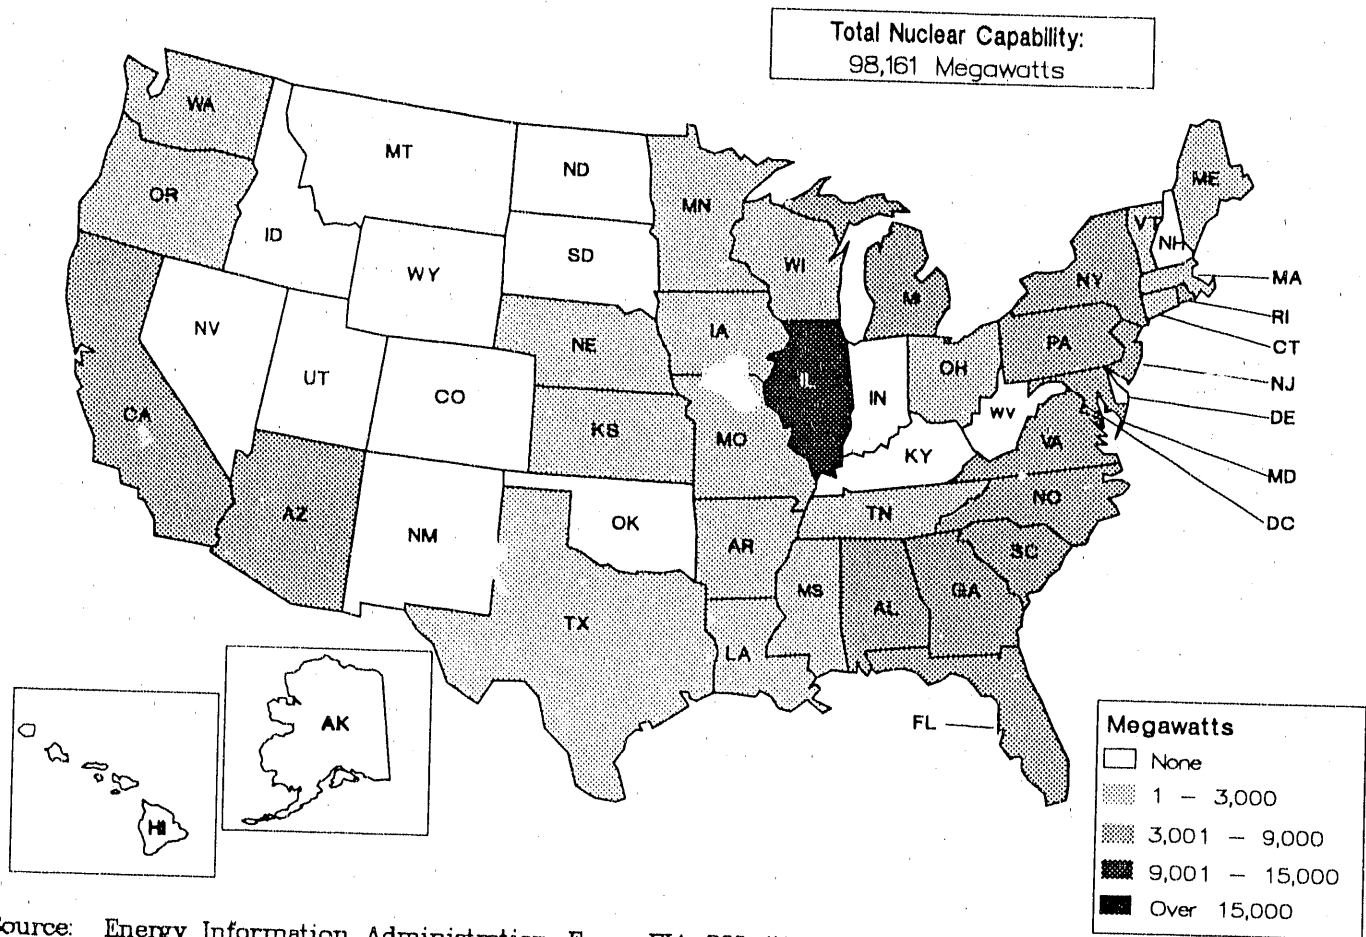 Total Nuclear Capability:
98,161 Megawatts
WA
MT
ND
MN
ME
OR
ID
SD
WI
VT
NH
WY
MI
NY
MA
NV
IA
RI
NE
PA
CT
UT
IL
OH
CO
IN
NJ
CA
KS
MO
WV
DE
KY
VA
MD
AZ
NM
OK
TN
NC
DC
AR
SC
MS
AL
GA
TX
LA
AK
FL
HI
Megawatts
None
1 – 3,000
3,001 – 9,000
9,001 – 15,000
Over 15,000
Source: Energy Information Administration, Form EIA-860,